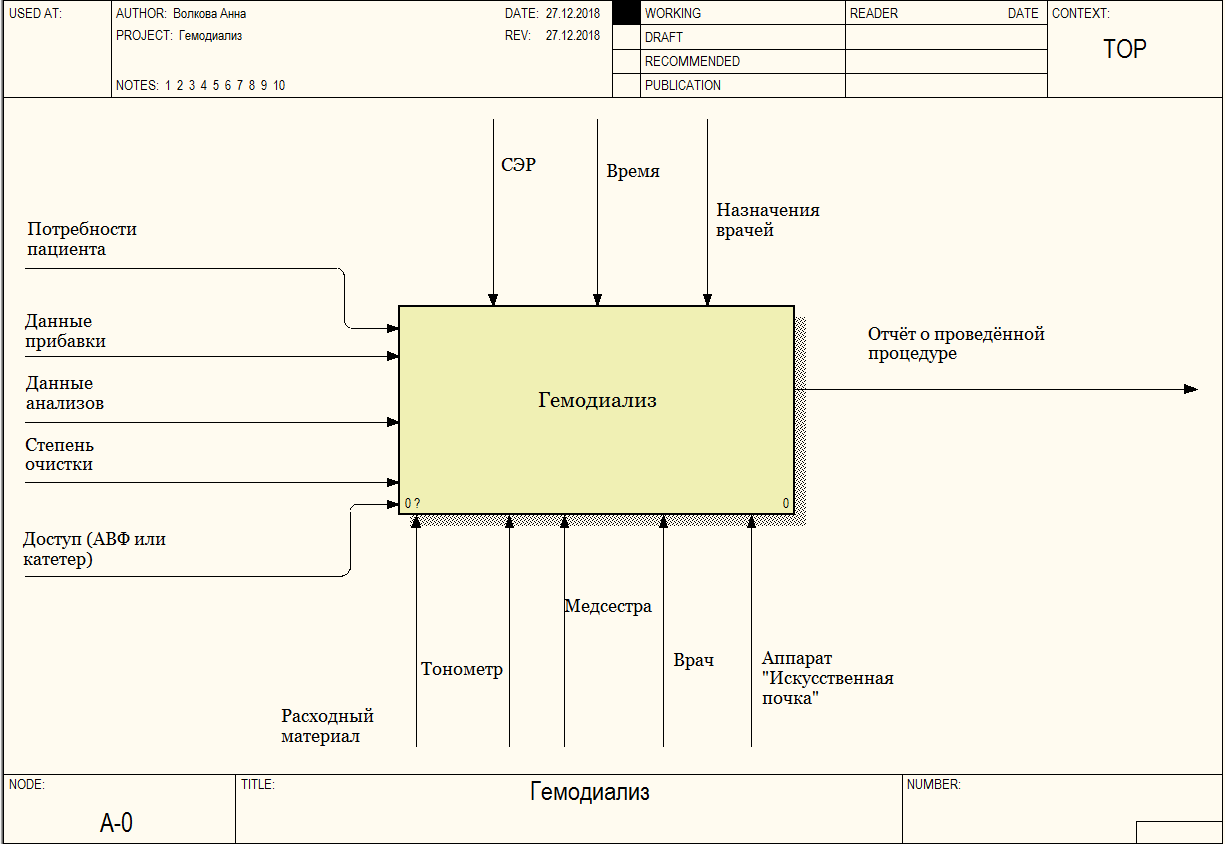 USED AT:
AUTHOR: Волкова Анна
DATE: 27.12.2018
PROJECT: Гемодиализ
REV: 27.12.2018
NOTES: 1 2 3 4 5 6 7 8 9 10
WORKING
DRAFT
RECOMMENDED
PUBLICATION
READER
DATE
CONTEXT:
TOP
СЭР
Время
Назначения
врачей
Потребности
пациента
Данные
прибавки
Данные
анализов
Степень
очистки
Доступ (АВФ или
катетер)
Гемодиализ
0 ?
0
Отчёт о проведённой
процедуре
Медсестра
Тонометр
Врач
Аппарат
"Искусственная
почка"
Расходный
материал
NODE:
A-0
TITLE:
Гемодиализ
NUMBER: